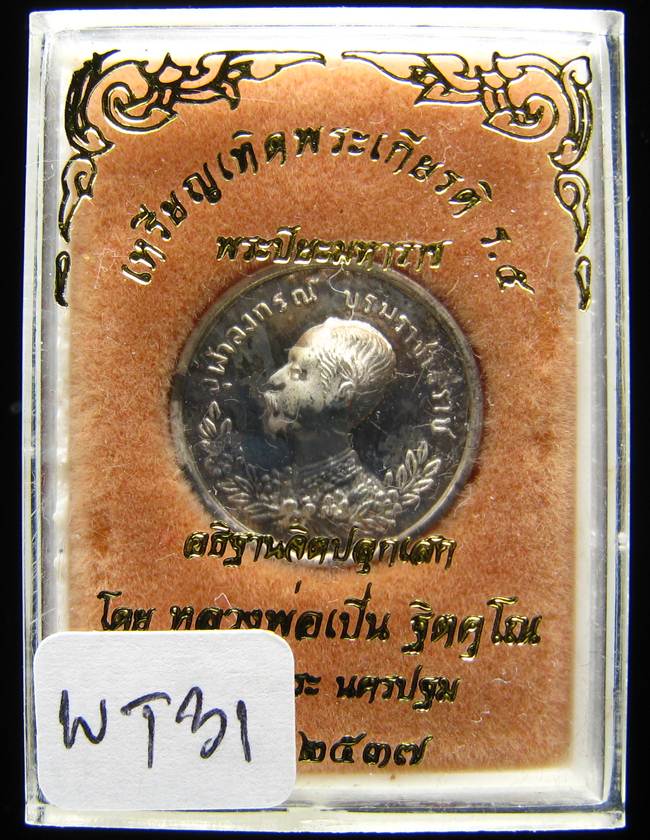 เหรียญเทิดพระเกียรติ ร.๕
พระปิยะมหาราช
จุฬาลงกรณ์ บรมราชาธิราช
อธิฐานจิตปลุกเสก
โดย หลวงพ่อเปิ่น ฐิตคุโณ
พระ นครปฐม
๒๕๓๗
WT31